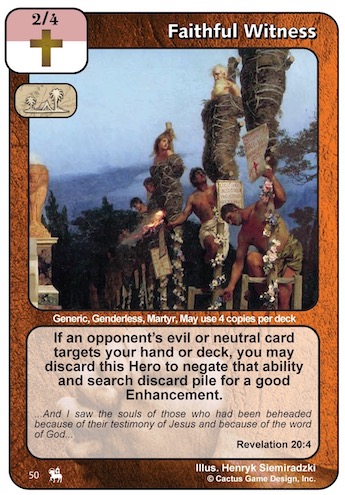 2/4
Faithful Witness
Generic, Genderless, Martyr, May use 4 copies per deck
If an opponent's evil or neutral card
targets your hand or deck, you may
discard this Hero to negate that ability
and search discard pile for a good
Enhancement.
...And I saw the souls of those who had been beheaded
because of their testimony of Jesus and because of the word
of God...
Revelation 20:4
Illus. Henryk Siemiradzki
50
© Cactus Game Design, Inc.